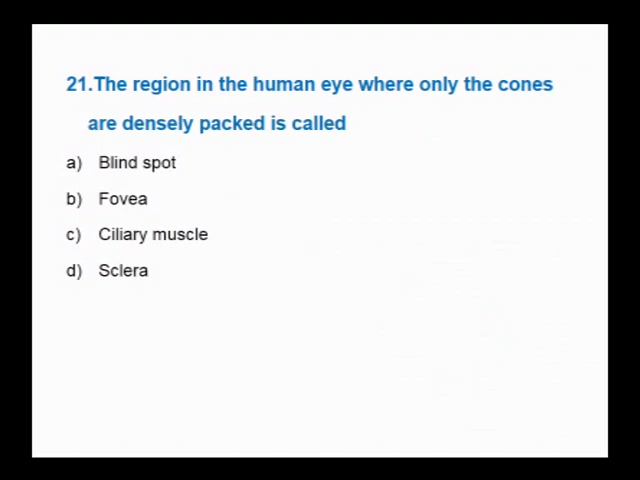 21.The region in the human eye where only the cones
are densely packed is called
a) Blind spot
b) Fovea
c) Ciliary muscle
d) Sclera